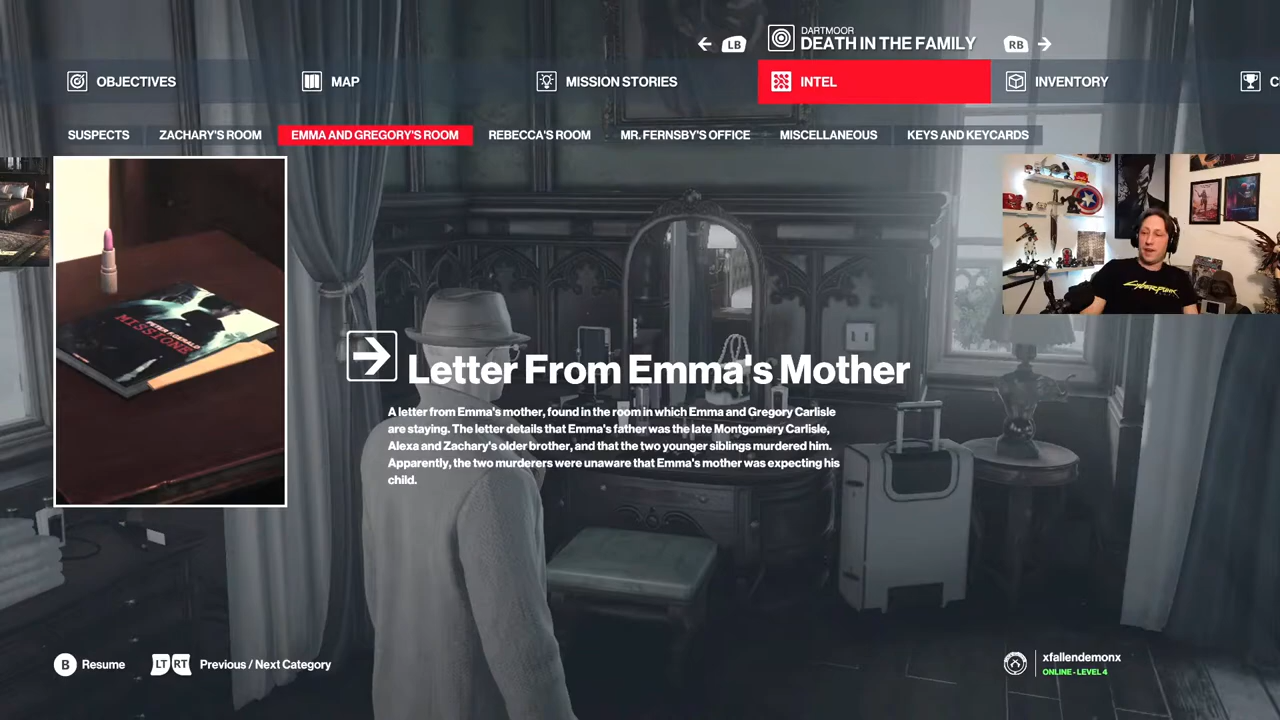 LB
DARTMOOR
DEATH IN THE FAMILY
RB
OBJECTIVES
MAP
MISSION STORIES
INTEL
INVENTORY
C
SUSPECTS
ZACHARY'S ROOM
EMMA AND GREGORY'S ROOM
REBECCA'S ROOM
MR. FERNSBY'S OFFICE
MISCELLANEOUS
KEYS AND KEYCARDS
MISSIONE
CYBERPUNK
Letter From Emma's Mother
A letter from Emma's mother, found in the room in which Emma and Gregory Carlisle
are staying. The letter details that Emma's father was the late Montgomery Carlisle,
Alexa and Zachary's older brother, and that the two younger siblings murdered him.
Apparently, the two murderers were unaware that Emma's mother was expecting his
child.
B Resume
LT RT Previous / Next Category
xfallendemonx
ONLINE - LEVEL 4